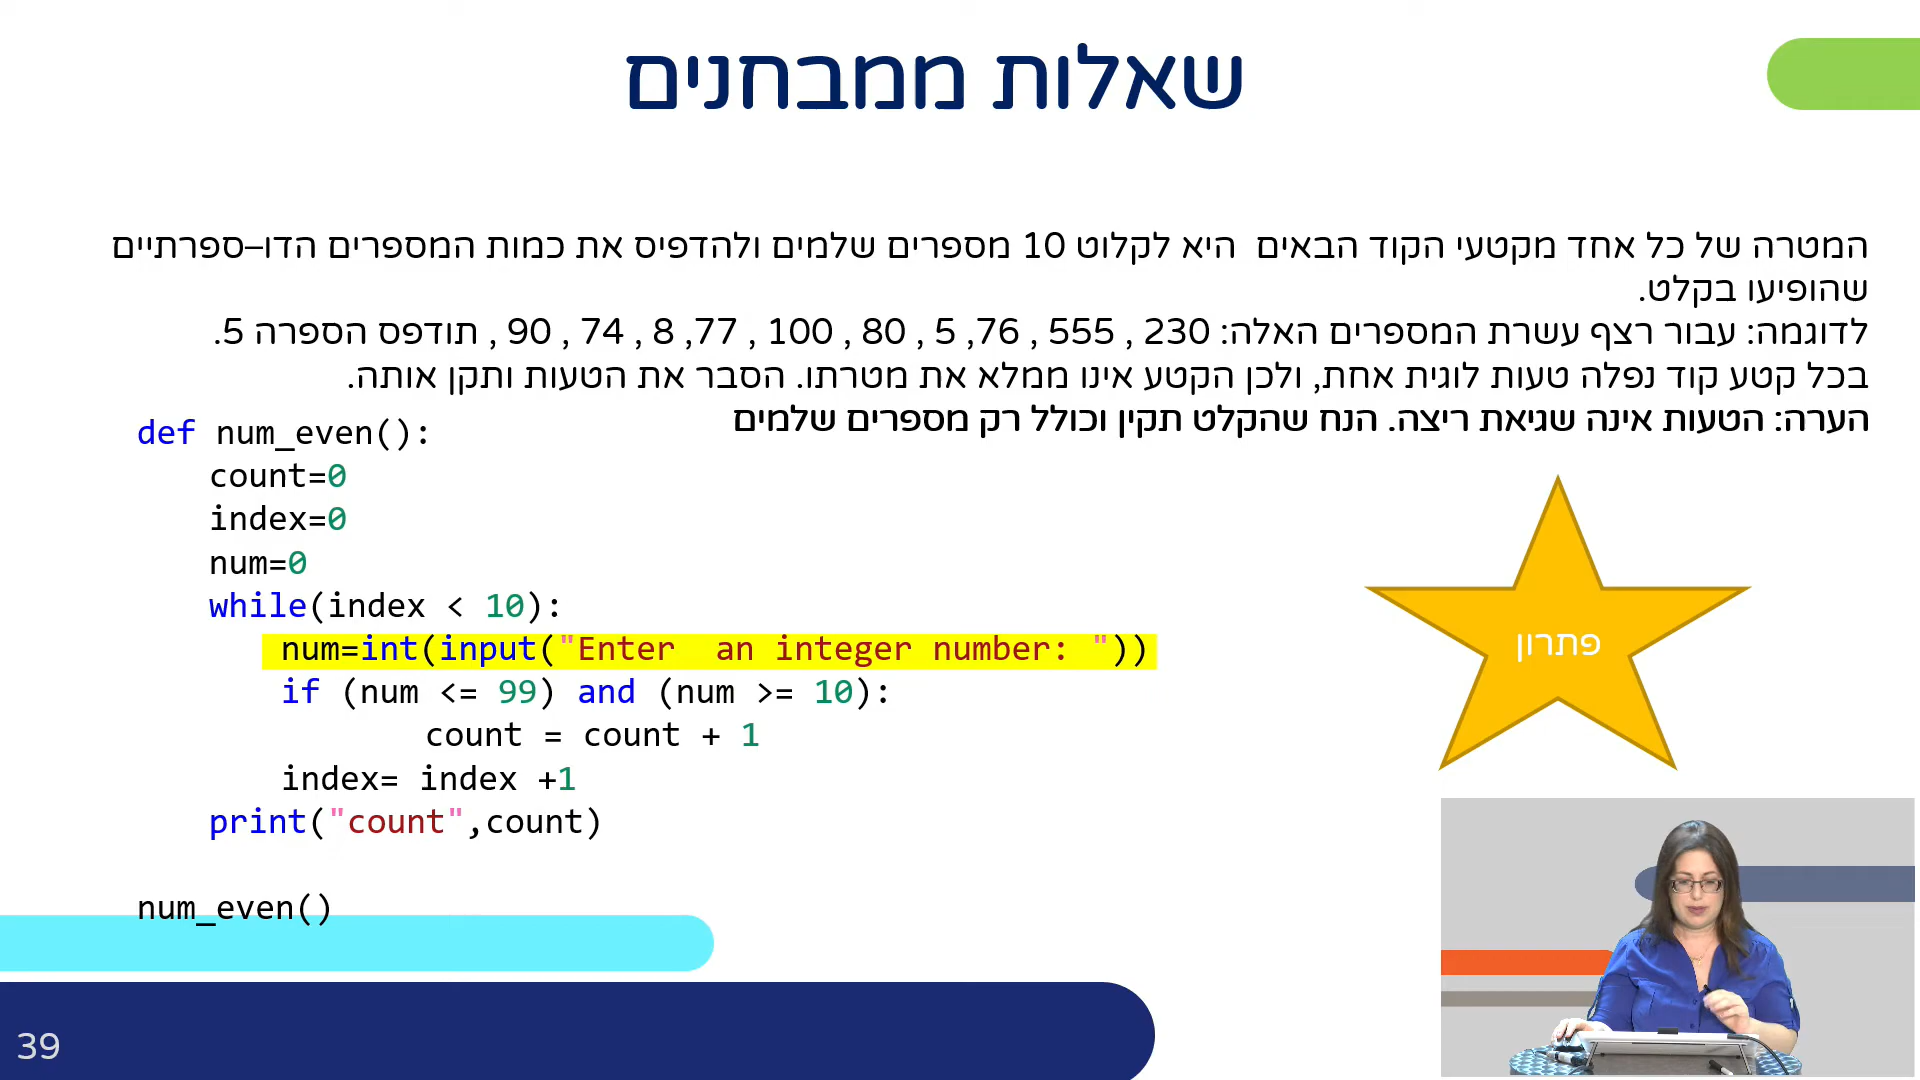 שאלות ממבחנים
המטרה של כל אחד מקטעי הקוד הבאים היא לקלוט 10 מספרים שלמים ולהדפיס את כמות המספרים הדו–ספרתיים
שהופיעו בקלט.
לדוגמה: עבור רצף עשרת המספרים האלה: 230 , 555 , 76, 5 , 80 , 100 , 77, 8 , 74 , 90 , תודפס הספרה 5.
בכל קטע קוד נפלה טעות לוגית אחת, ולכן הקטע אינו ממלא את מטרתו. הסבר את הטעות ותקן אותה.
הערה: הטעות אינה שגיאת ריצה. הנח שהקלט תקין וכולל רק מספרים שלמים
def num_even():
    count=0
    index=0
    num=0
    while(index < 10):
        num=int(input("Enter  an integer number: "))
        if (num <= 99) and (num >= 10):
                count = count + 1
        index= index +1
    print("count",count)
num_even()
פתרון
39